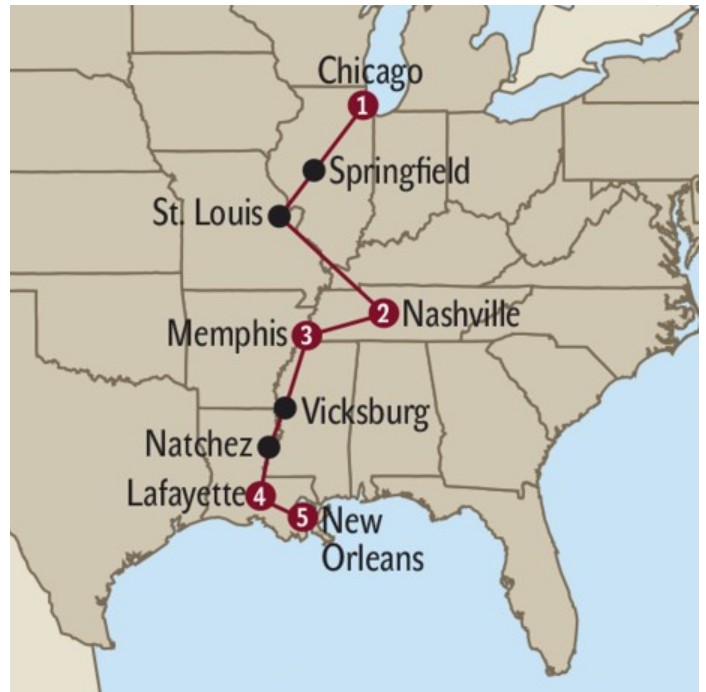 Chicago
1
Springfield
St. Louis
2 Nashville
Memphis 3
Vicksburg
Natchez
Lafayette 4
5 New
Orleans